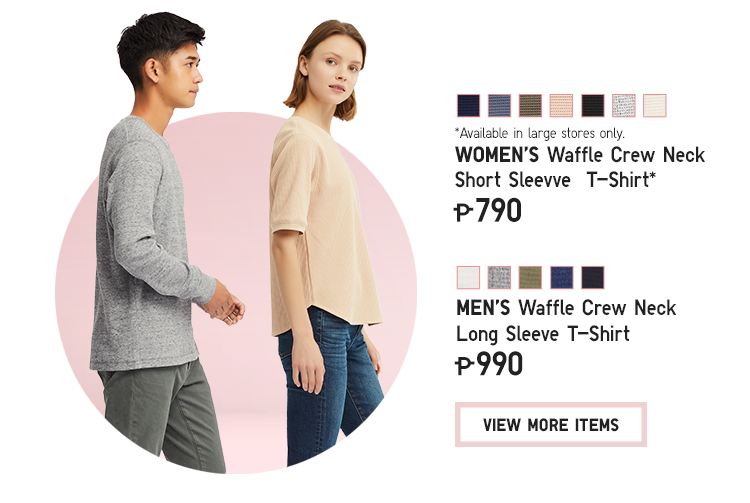 *Available in large stores only.
WOMEN'S Waffle Crew Neck
Short Sleevve T-Shirt*
₱790
MEN'S Waffle Crew Neck
Long Sleeve T-Shirt
₱990
VIEW MORE ITEMS